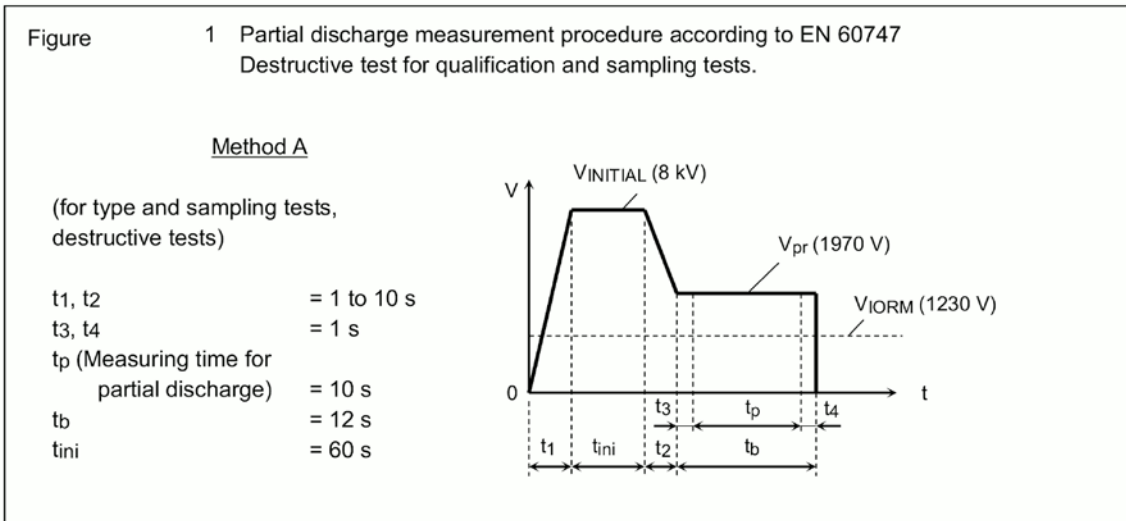 Figure 1 Partial discharge measurement procedure according to EN 60747
Destructive test for qualification and sampling tests.
Method A
(for type and sampling tests,
destructive tests)
t1, t2 = 1 to 10 s
t3, t4 = 1 s
tp (Measuring time for
partial discharge) = 10 s
tb = 12 s
tini = 60 s
VINITIAL (8 kV)
V
Vpr (1970 V)
VIORM (1230 V)
0
t
t3 tp t4
t1 tini t2 tb